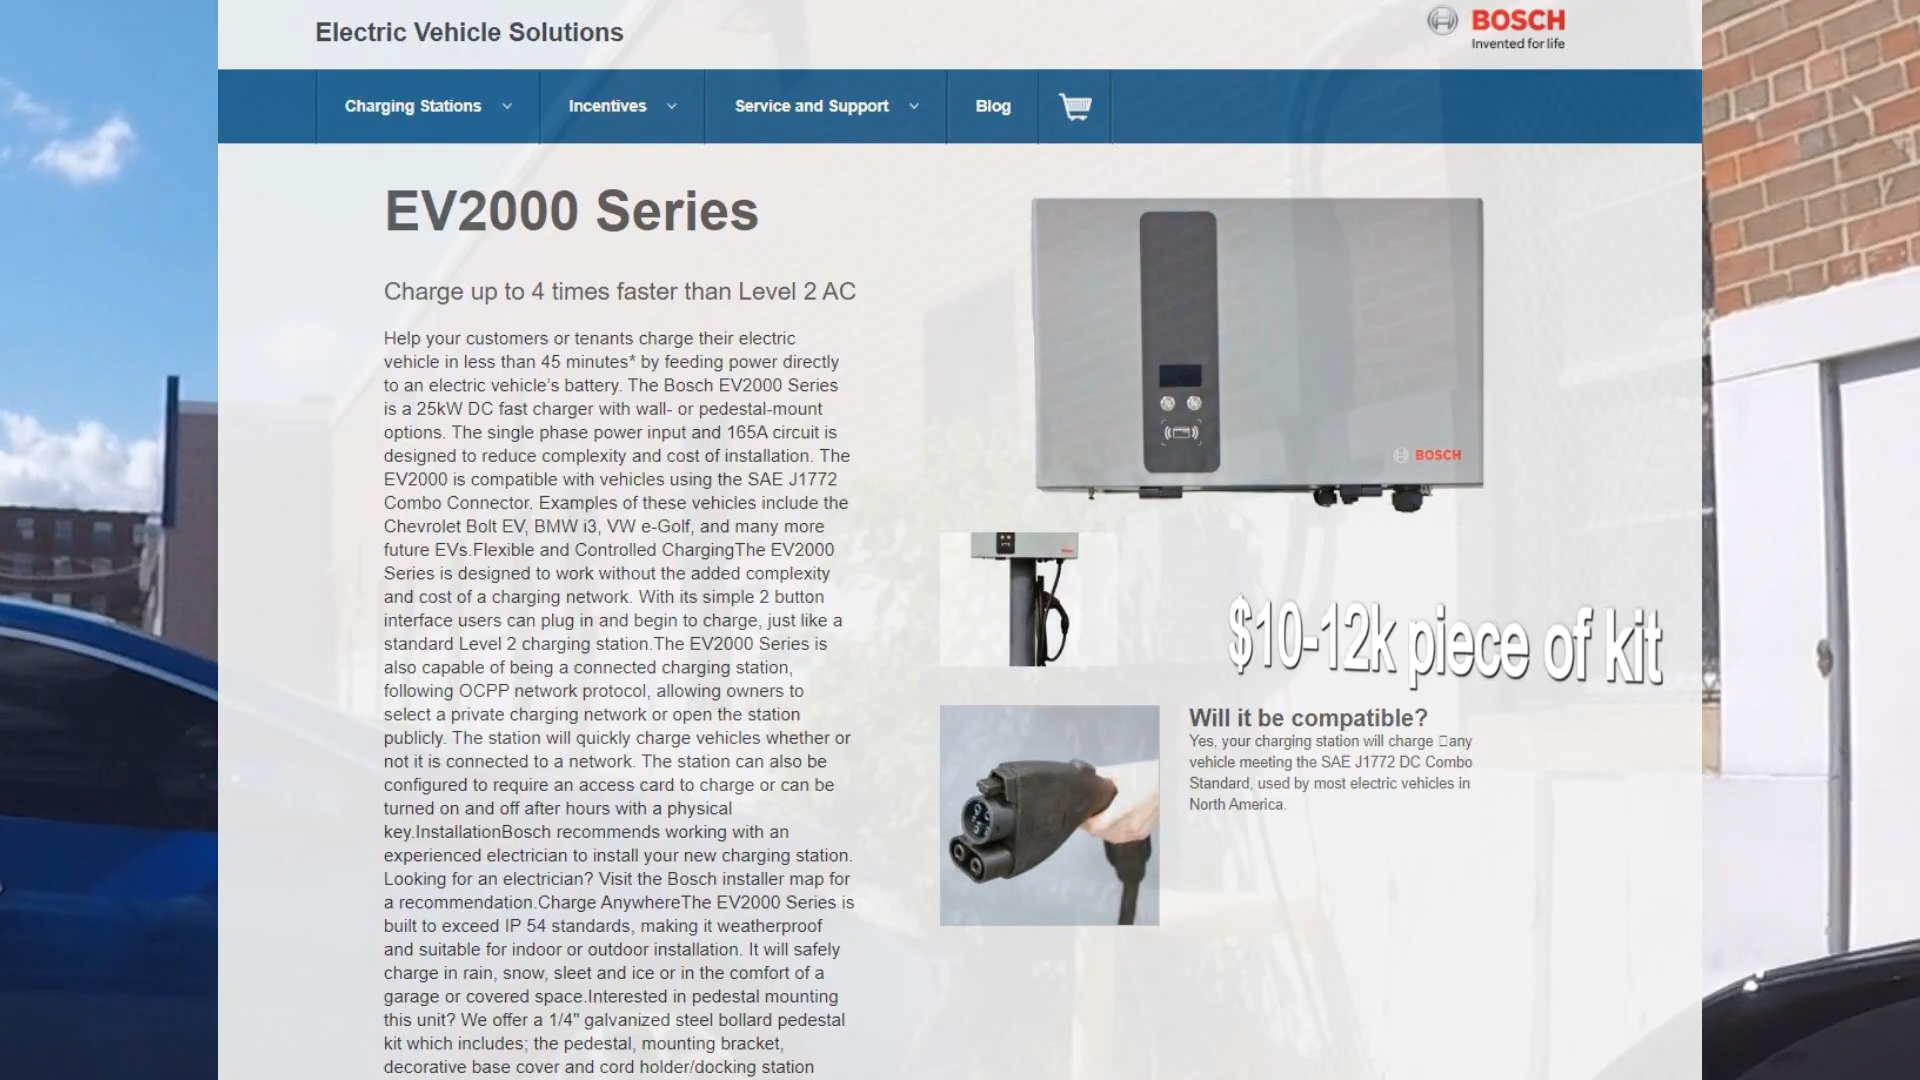 Electric Vehicle Solutions
BOSCH
Invented for life
Charging Stations
Incentives
Service and Support
Blog
EV2000 Series
Charge up to 4 times faster than Level 2 AC
Help your customers or tenants charge their electric
vehicle in less than 45 minutes* by feeding power directly
to an electric vehicle’s battery. The Bosch EV2000 Series
is a 25kW DC fast charger with wall- or pedestal-mount
options. The single phase power input and 165A circuit is
designed to reduce complexity and cost of installation. The
EV2000 is compatible with vehicles using the SAE J1772
Combo Connector. Examples of these vehicles include the
Chevrolet Bolt EV, BMW i3, VW e-Golf, and many more
future EVs.Flexible and Controlled ChargingThe EV2000
Series is designed to work without the added complexity
and cost of a charging network. With its simple 2 button
interface users can plug in and begin to charge, just like a
standard Level 2 charging station.The EV2000 Series is
also capable of being a connected charging station,
following OCPP network protocol, allowing owners to
select a private charging network or open the station
publicly. The station will quickly charge vehicles whether or
not it is connected to a network. The station can also be
configured to require an access card to charge or can be
turned on and off after hours with a physical
key.InstallationBosch recommends working with an
experienced electrician to install your new charging station.
Looking for an electrician? Visit the Bosch installer map for
a recommendation.Charge AnywhereThe EV2000 Series is
built to exceed IP 54 standards, making it weatherproof
and suitable for indoor or outdoor installation. It will safely
charge in rain, snow, sleet and ice or in the comfort of a
garage or covered space.Interested in pedestal mounting
this unit? We offer a 1/4" galvanized steel bollard pedestal
kit which includes; the pedestal, mounting bracket,
decorative base cover and cord holder/docking station
BOSCH
$10-12k piece of kit
Will it be compatible?
Yes, your charging station will charge any
vehicle meeting the SAE J1772 DC Combo
Standard, used by most electric vehicles in
North America.